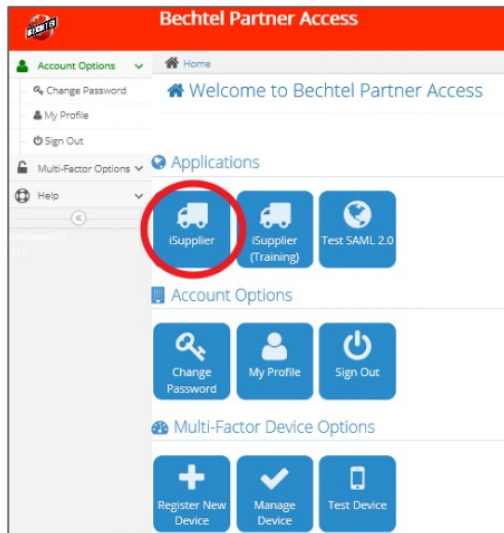 BECHTEL
Bechtel Partner Access
Account Options
Change Password
My Profile
Sign Out
Multi-Factor Options
Help
Home
Welcome to Bechtel Partner Access
Applications
iSupplier
iSupplier
(Training)
Test SAML 2.0
Account Options
Change
Password
My Profile
Sign Out
Multi-Factor Device Options
Register New
Device
Manage
Device
Test Device